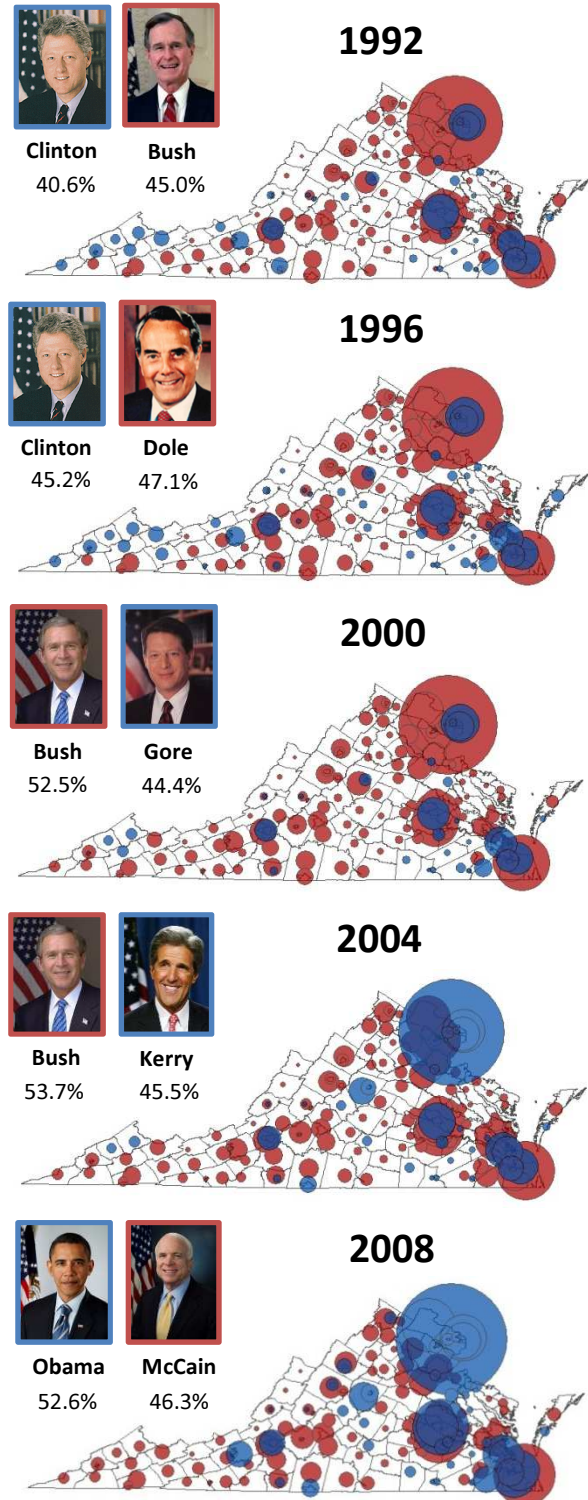 1992
Clinton Bush
40.6% 45.0%
1996
Clinton Dole
45.2% 47.1%
2000
Bush Gore
52.5% 44.4%
2004
Bush Kerry
53.7% 45.5%
2008
Obama McCain
52.6% 46.3%